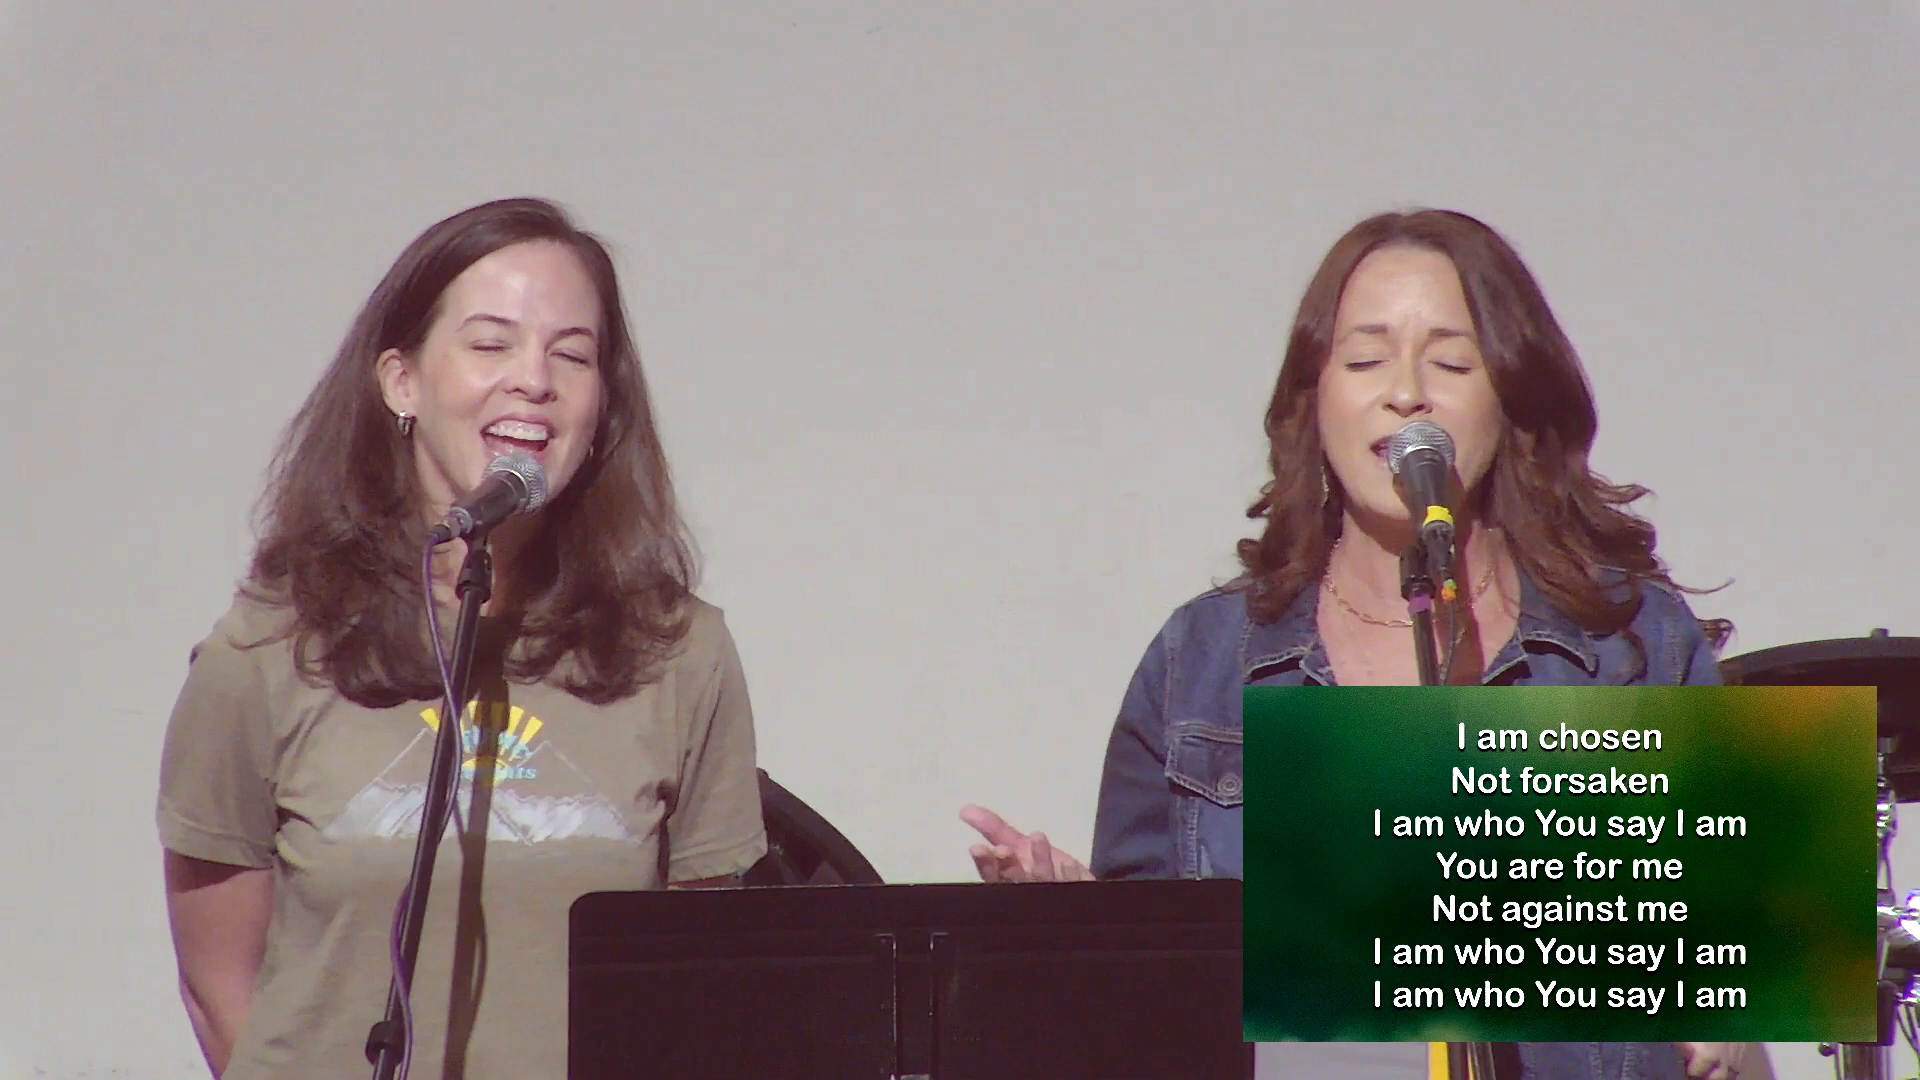 I am chosen
Not forsaken
I am who You say I am
You are for me
Not against me
I am who You say I am
I am who You say I am